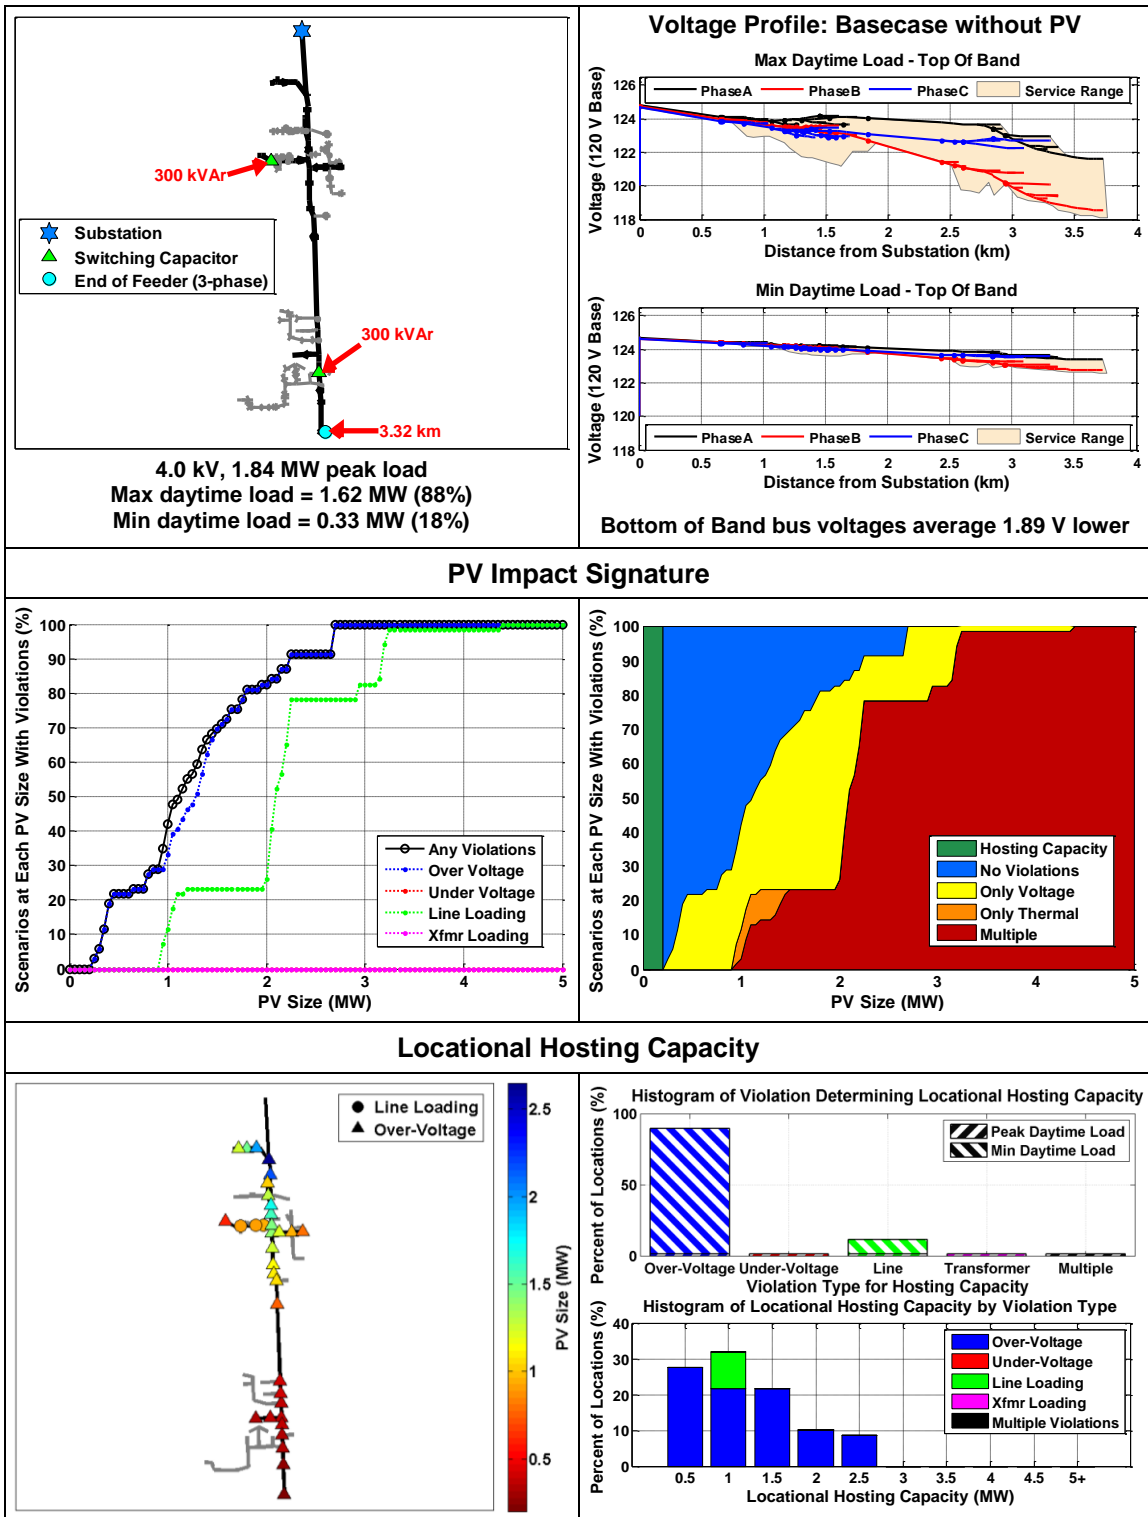 300 kVAr
Substation
Switching Capacitor
End of Feeder (3-phase)
300 kVAr
3.32 km
4.0 kV, 1.84 MW peak load
Max daytime load = 1.62 MW (88%)
Min daytime load = 0.33 MW (18%)
Voltage Profile: Basecase without PV
Max Daytime Load - Top Of Band
Voltage (120 V Base)
126
124
122
120
118
PhaseA PhaseB PhaseC Service Range
0 0.5 1 1.5 2 2.5 3 3.5 4
Distance from Substation (km)
Min Daytime Load - Top Of Band
Voltage (120 V Base)
126
124
122
120
118
PhaseA PhaseB PhaseC Service Range
0 0.5 1 1.5 2 2.5 3 3.5 4
Distance from Substation (km)
Bottom of Band bus voltages average 1.89 V lower
PV Impact Signature
Scenarios at Each PV Size With Violations (%)
100
90
80
70
60
50
40
30
20
10
0
Any Violations
Over Voltage
Under Voltage
Line Loading
Xfmr Loading
0 1 2 3 4 5
PV Size (MW)
Scenarios at Each PV Size With Violations (%)
100
90
80
70
60
50
40
30
20
10
0
Hosting Capacity
No Violations
Only Voltage
Only Thermal
Multiple
0 1 2 3 4 5
PV Size (MW)
Locational Hosting Capacity
Line Loading
Over-Voltage
2.5
2
1.5
1
0.5
PV Size (MW)
Histogram of Violation Determining Locational Hosting Capacity
Percent of Locations (%)
100
50
0
Peak Daytime Load
Min Daytime Load
Over-Voltage Under-Voltage Line Transformer Multiple
Violation Type for Hosting Capacity
Histogram of Locational Hosting Capacity by Violation Type
Percent of Locations (%)
40
30
20
10
0
Over-Voltage
Under-Voltage
Line Loading
Xfmr Loading
Multiple Violations
0.5 1 1.5 2 2.5 3 3.5 4 4.5 5+
Locational Hosting Capacity (MW)